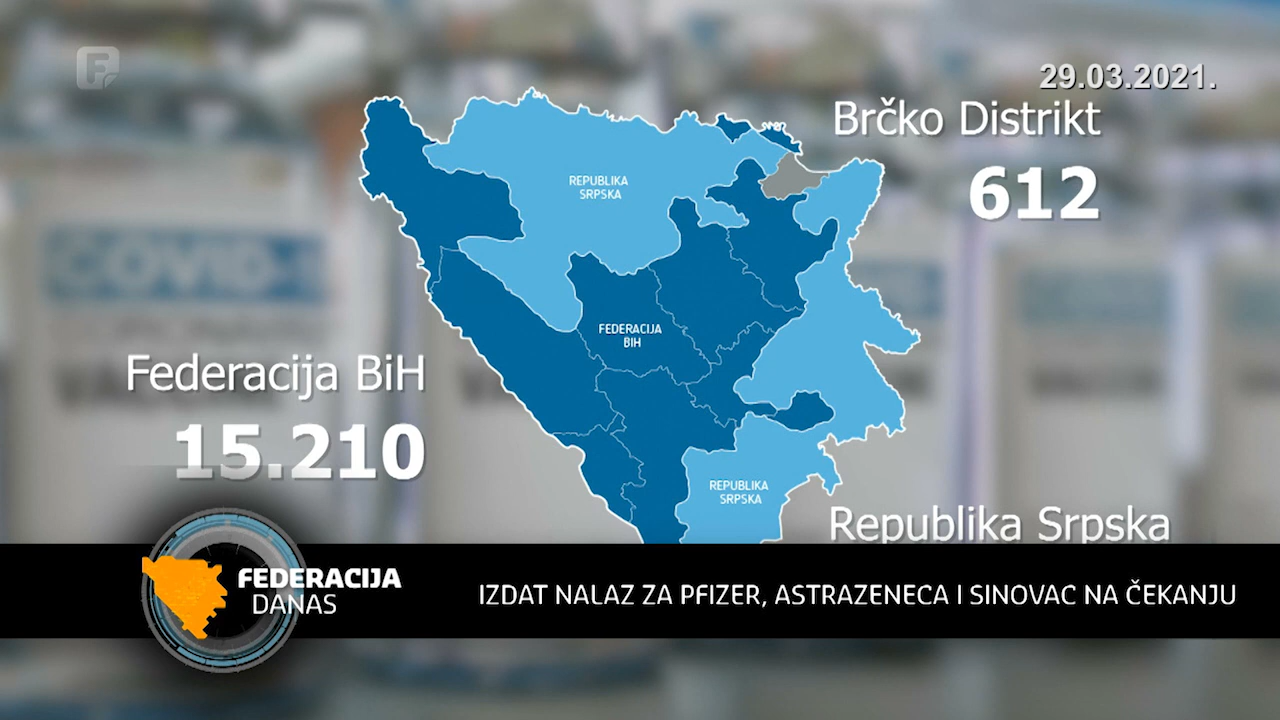 F
29.03.2021.
Brčko Distrikt
612
REPUBLIKA
SRPSKA
FEDERACIJA
BIH
Federacija BiH
15.210
REPUBLIKA
SRPSKA
Republika Srpska
FEDERACIJA
DANAS
IZDAT NALAZ ZA PFIZER, ASTRAZENECA I SINOVAC NA ČEKANJU
COVID-